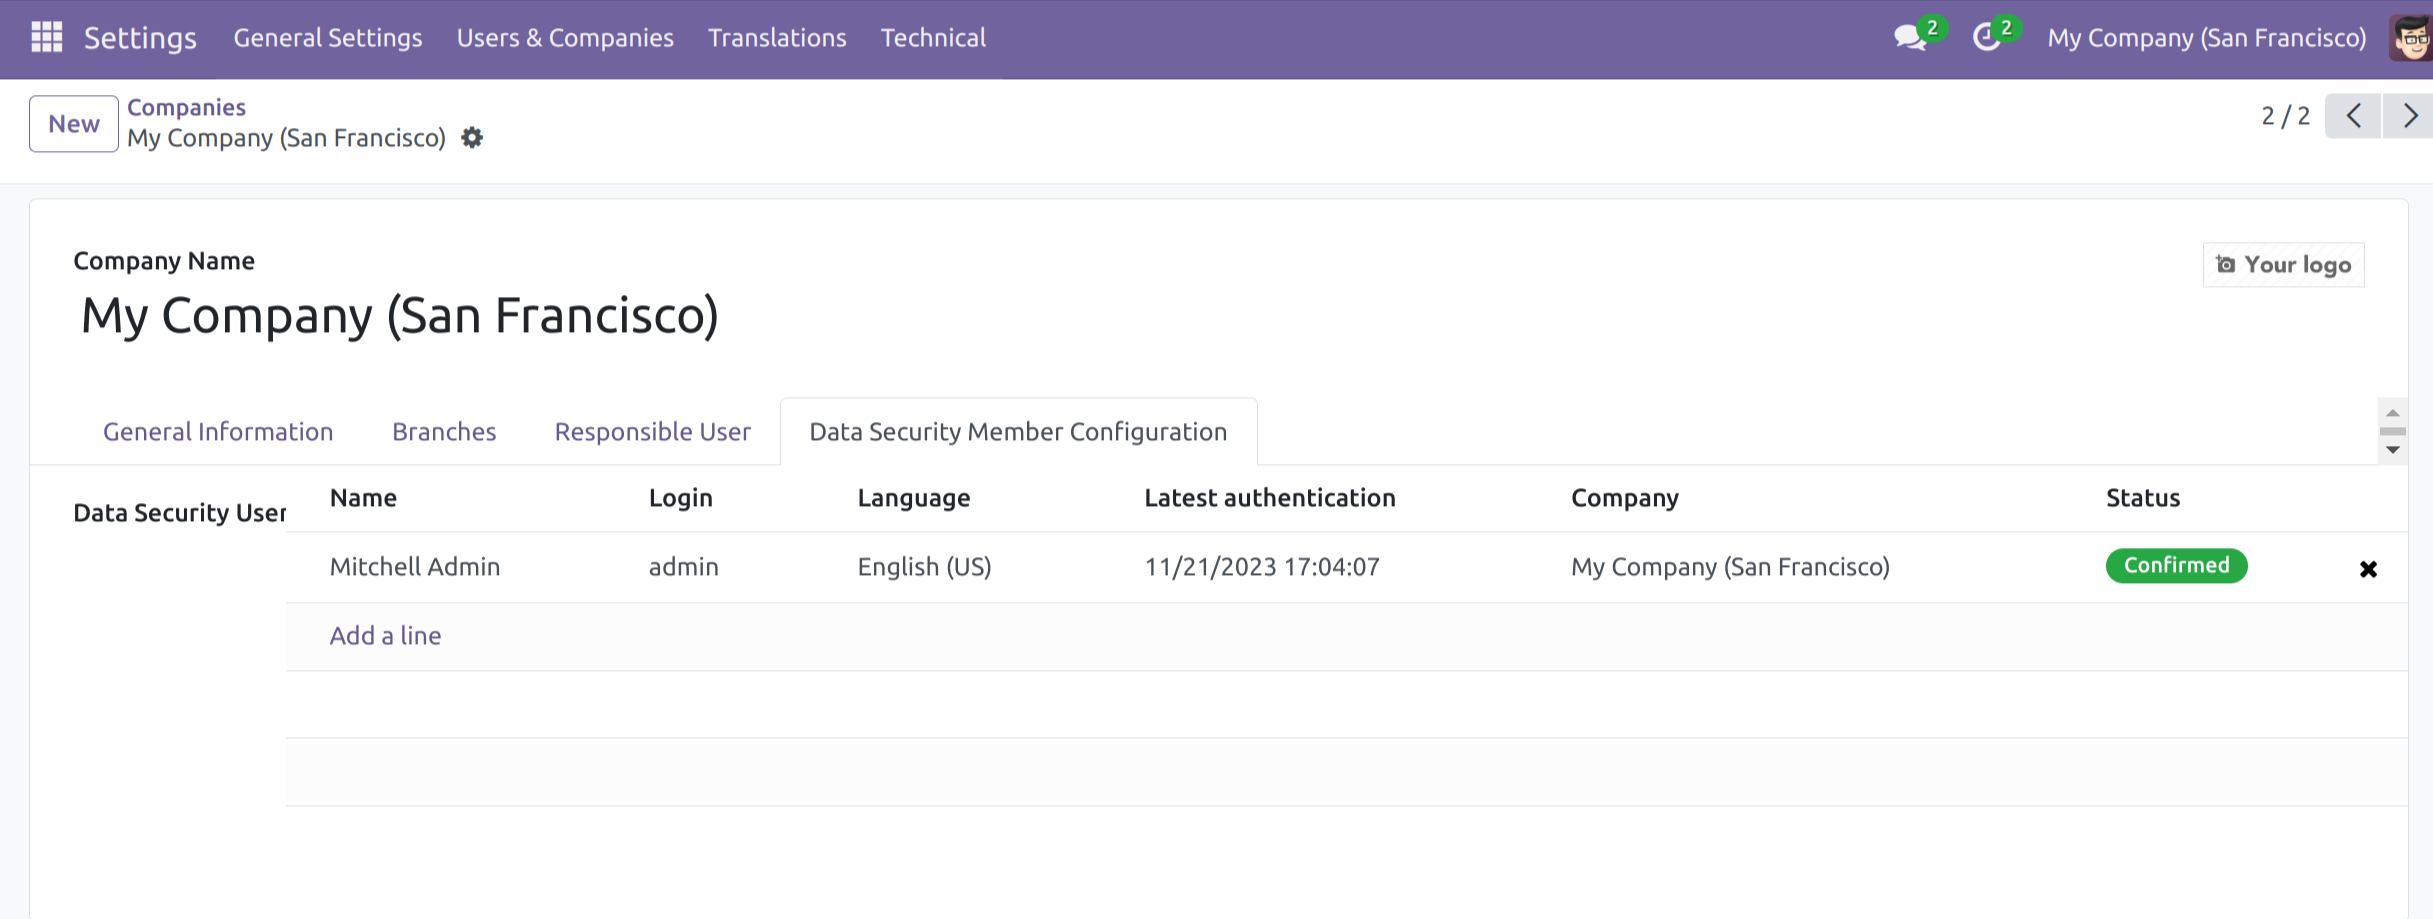 Settings General Settings Users & Companies Translations Technical 2 2 My Company (San Francisco)
New Companies 2 / 2
My Company (San Francisco)
Company Name
Your logo
My Company (San Francisco)
General Information Branches Responsible User Data Security Member Configuration
Data Security User Name Login Language Latest authentication Company Status
Mitchell Admin admin English (US) 11/21/2023 17:04:07 My Company (San Francisco) Confirmed
Add a line